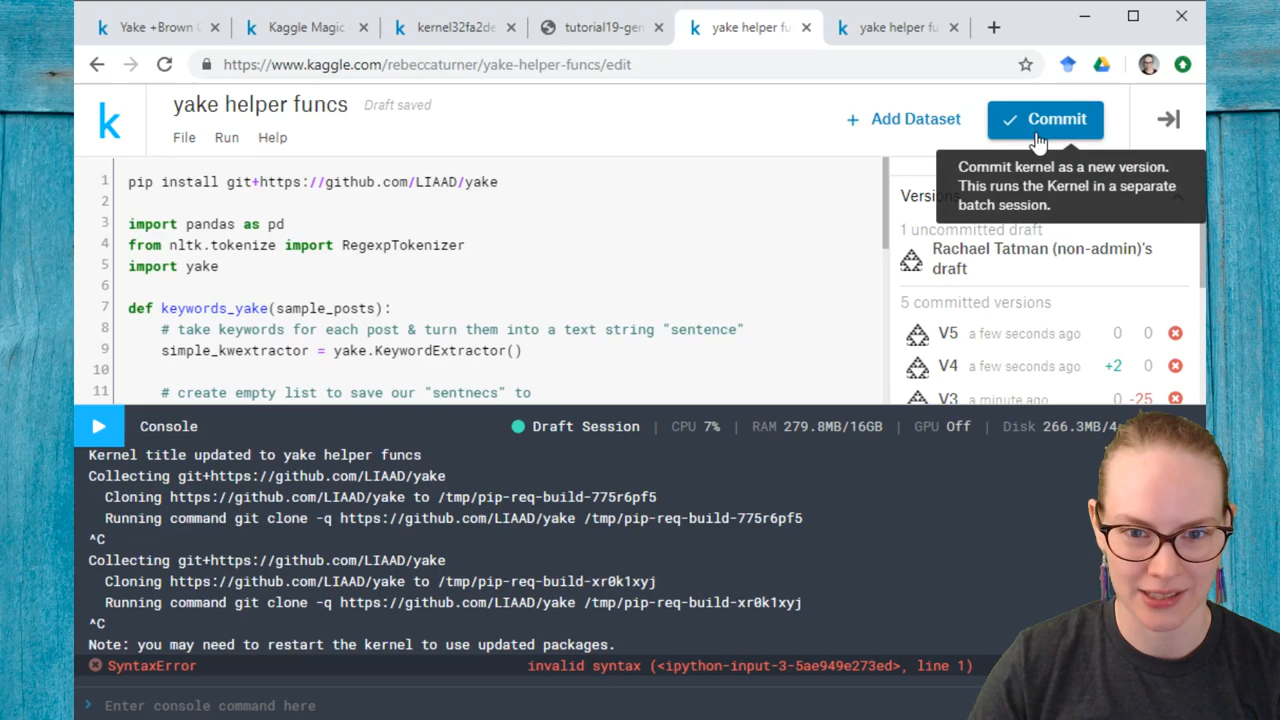 Yake +Brown
Kaggle Magic
kernel32fa2de
tutorial19-gen
yake helper fu
yake helper fu
https://www.kaggle.com/rebeccaturner/yake-helper-funcs/edit
k
yake helper funcs
Draft saved
File Run Help
+ Add Dataset
Commit
Commit kernel as a new version.
This runs the Kernel in a separate
batch session.
1 pip install git+https://github.com/LIAAD/yake
2
3 import pandas as pd
4 from nltk.tokenize import RegexpTokenizer
5 import yake
6
7 def keywords_yake(sample_posts):
8 # take keywords for each post & turn them into a text string "sentence"
9 simple_kwextractor = yake.KeywordExtractor()
10
11 # create empty list to save our "sentnecs" to
Versions
1 uncommitted draft
Rachael Tatman (non-admin)'s
draft
5 committed versions
V5 a few seconds ago 0 0
V4 a few seconds ago +2 0
V3 a minute ago 0 -25
Console
Draft Session | CPU 7% | RAM 279.8MB/16GB | GPU Off | Disk 266.3MB/4
Kernel title updated to yake helper funcs
Collecting git+https://github.com/LIAAD/yake
Cloning https://github.com/LIAAD/yake to /tmp/pip-req-build-775r6pf5
Running command git clone -q https://github.com/LIAAD/yake /tmp/pip-req-build-775r6pf5
^C
Collecting git+https://github.com/LIAAD/yake
Cloning https://github.com/LIAAD/yake to /tmp/pip-req-build-xr0k1xyj
Running command git clone -q https://github.com/LIAAD/yake /tmp/pip-req-build-xr0k1xyj
^C
Note: you may need to restart the kernel to use updated packages.
SyntaxError invalid syntax (<ipython-input-3-5ae949e273ed>, line 1)
> Enter console command here